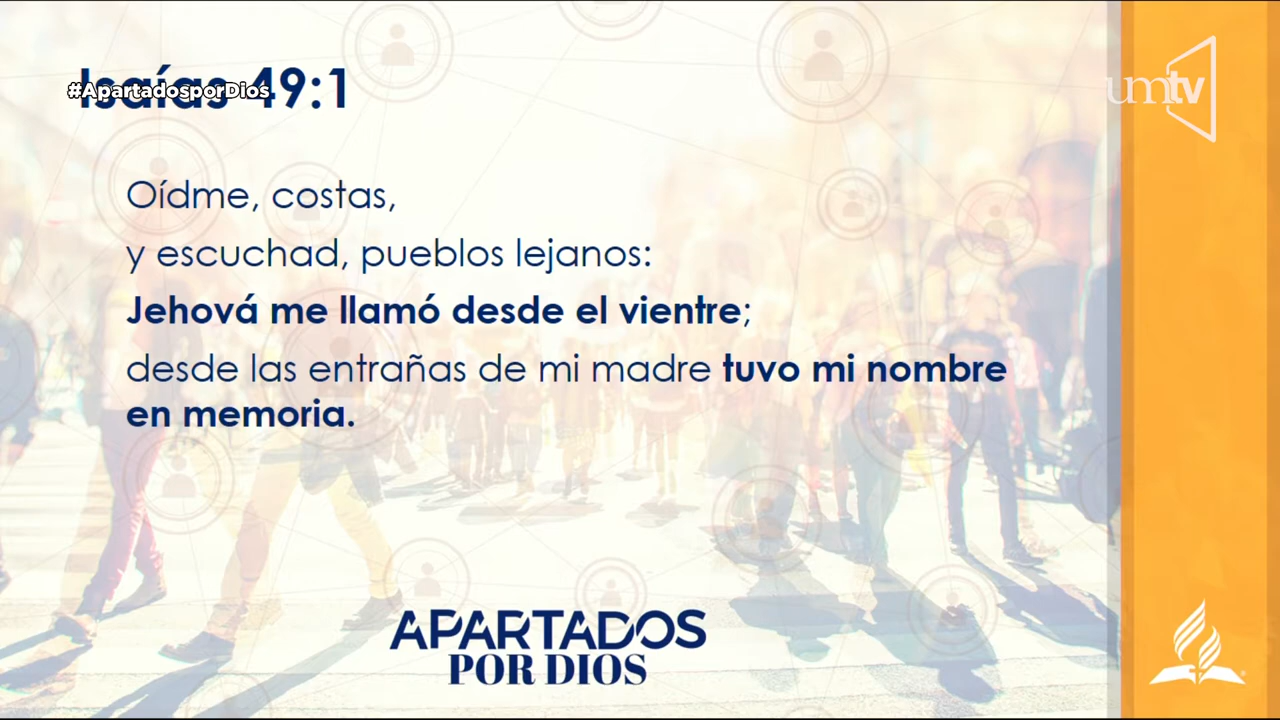 Isaías 49:1
#ApartadosporDios
umtv
Oídme, costas,
y escuchad, pueblos lejanos:
Jehová me llamó desde el vientre;
desde las entrañas de mi madre tuvo mi nombre
en memoria.
APARTADOS
POR DIOS